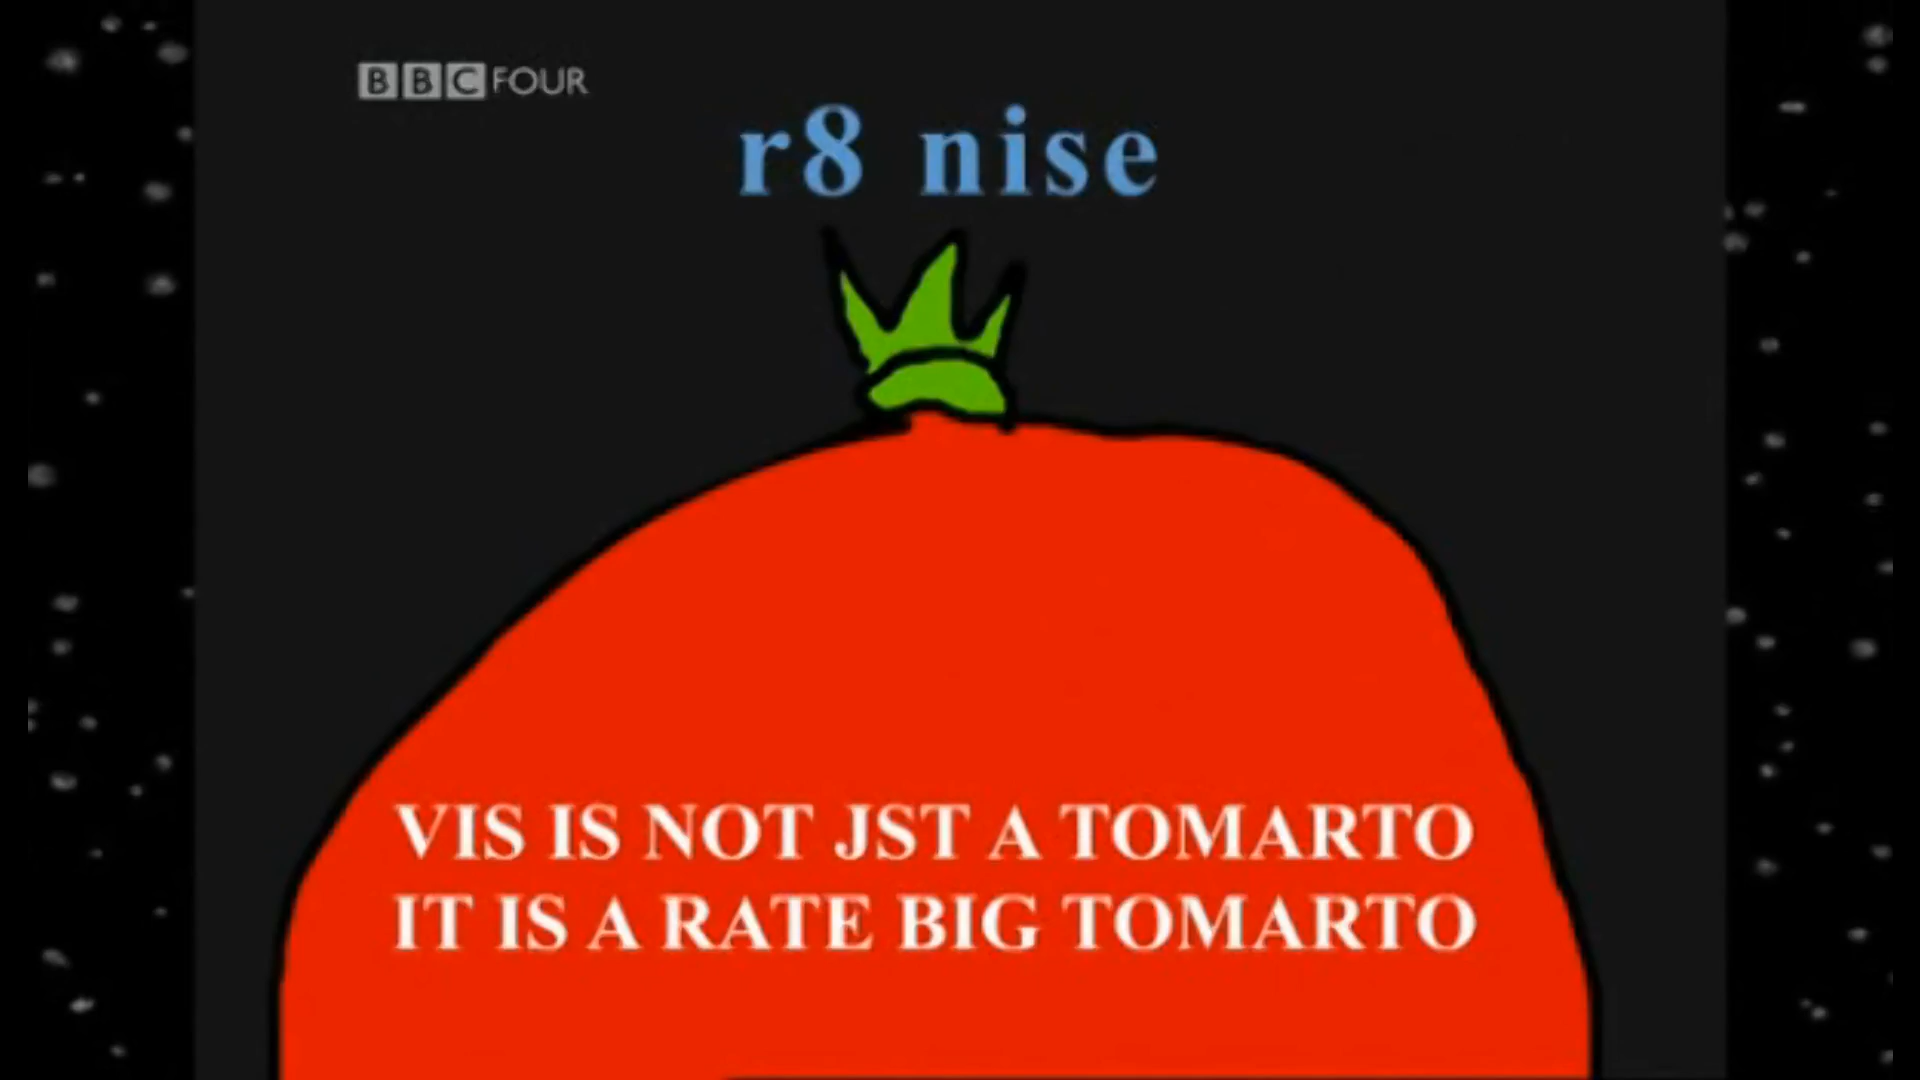 BBC FOUR
r8 nise
VIS IS NOT JST A TOMARTO
IT IS A RATE BIG TOMARTO